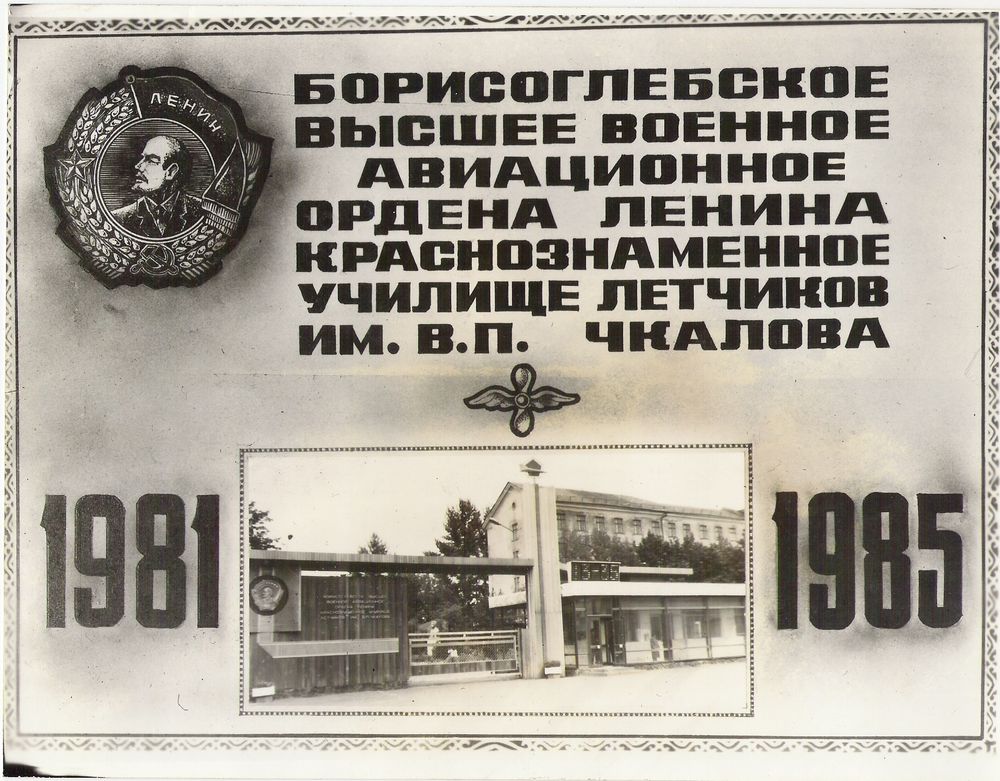 ЛЕНИН
БОРИСОГЛЕБСКОЕ
ВЫСШЕЕ ВОЕННОЕ
АВИАЦИОННОЕ
ОРДЕНА ЛЕНИНА
КРАСНОЗНАМЕННОЕ
УЧИЛИЩЕ ЛЕТЧИКОВ
ИМ. В.П. ЧКАЛОВА
1981
1985